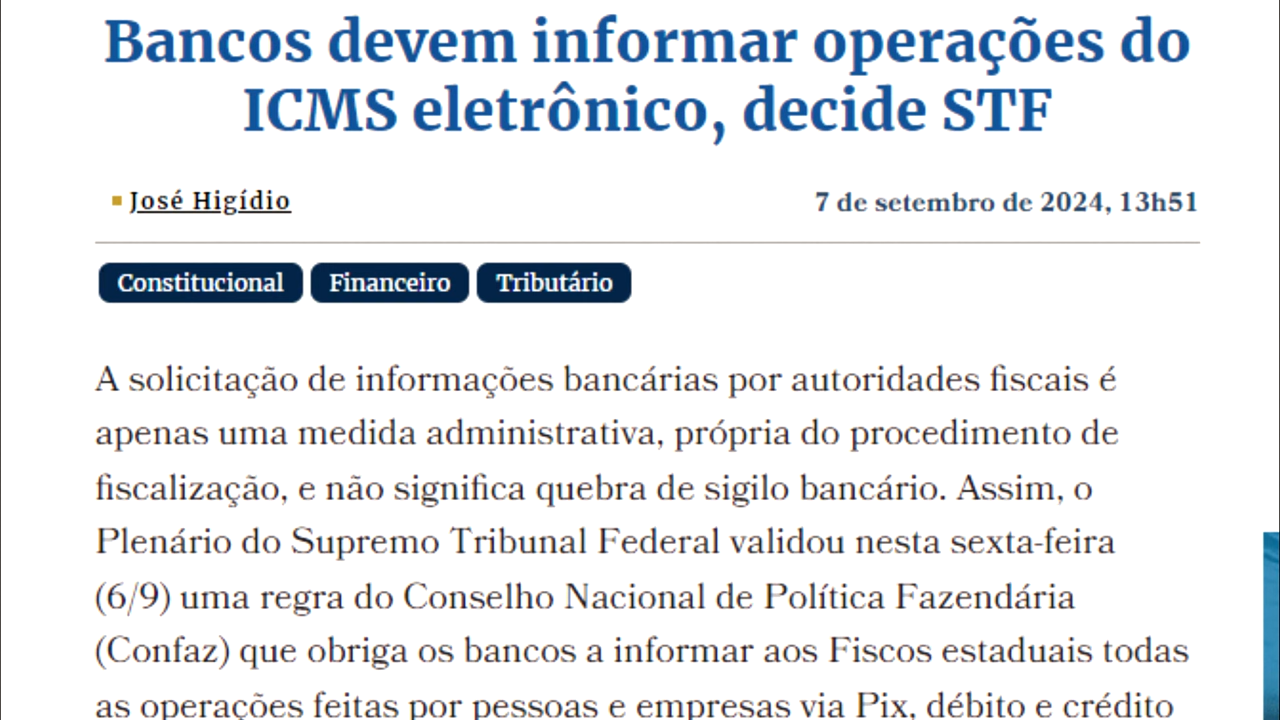 Bancos devem informar operações do
ICMS eletrônico, decide STF
José Higídio
7 de setembro de 2024, 13h51
Constitucional Financeiro Tributário
A solicitação de informações bancárias por autoridades fiscais é
apenas uma medida administrativa, própria do procedimento de
fiscalização, e não significa quebra de sigilo bancário. Assim, o
Plenário do Supremo Tribunal Federal validou nesta sexta-feira
(6/9) uma regra do Conselho Nacional de Política Fazendária
(Confaz) que obriga os bancos a informar aos Fiscos estaduais todas
as operações feitas por pessoas e empresas via Pix, débito e crédito